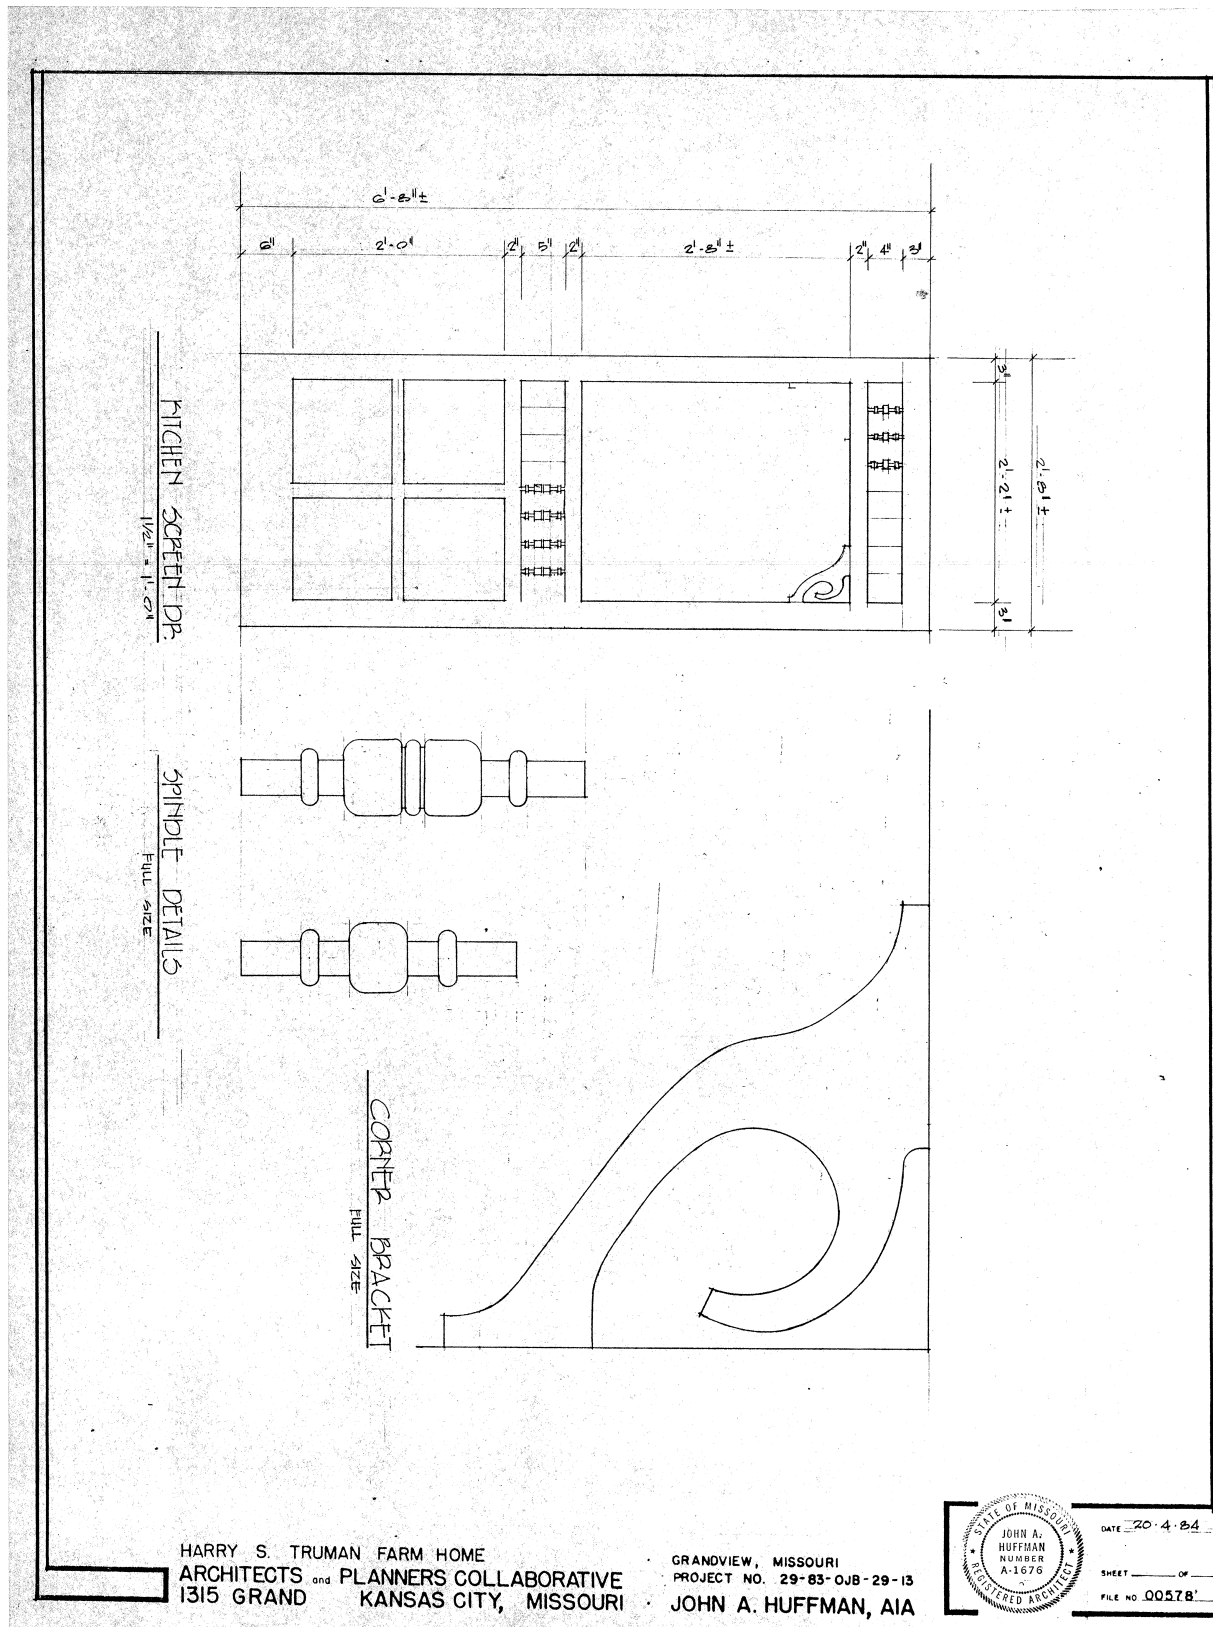 6'-8"±
6" 2'-0" 2" 5" 2" 2'-8"± 2" 4" 3"
3"
2'-2"±
3"
2'-8"±
KITCHEN SCREEN DR.
1½" = 1'-0"
SPINDLE DETAILS
FULL SIZE
CORNER BRACKET
FULL SIZE
HARRY S. TRUMAN FARM HOME
ARCHITECTS and PLANNERS COLLABORATIVE
1315 GRAND KANSAS CITY, MISSOURI
GRANDVIEW, MISSOURI
PROJECT NO. 29-83-OJB-29-13
JOHN A. HUFFMAN, AIA
STATE OF MISSOURI
JOHN A.
HUFFMAN
NUMBER
A-1676
REGISTERED ARCHITECT
DATE 20·4·84
SHEET OF
FILE NO 00578